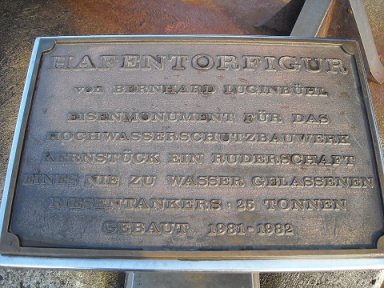 HAFENTORFIGUR
von BERNHARD LUGINBÜHL
EISENMONUMENT FÜR DAS
HOCHWASSERSCHUTZBAUWERK
KERNSTÜCK EIN RUDERSCHAFT
EINES NIE ZU WASSER GELASSENEN
RIESENTANKERS : 25 TONNEN
GEBAUT 1981-1982